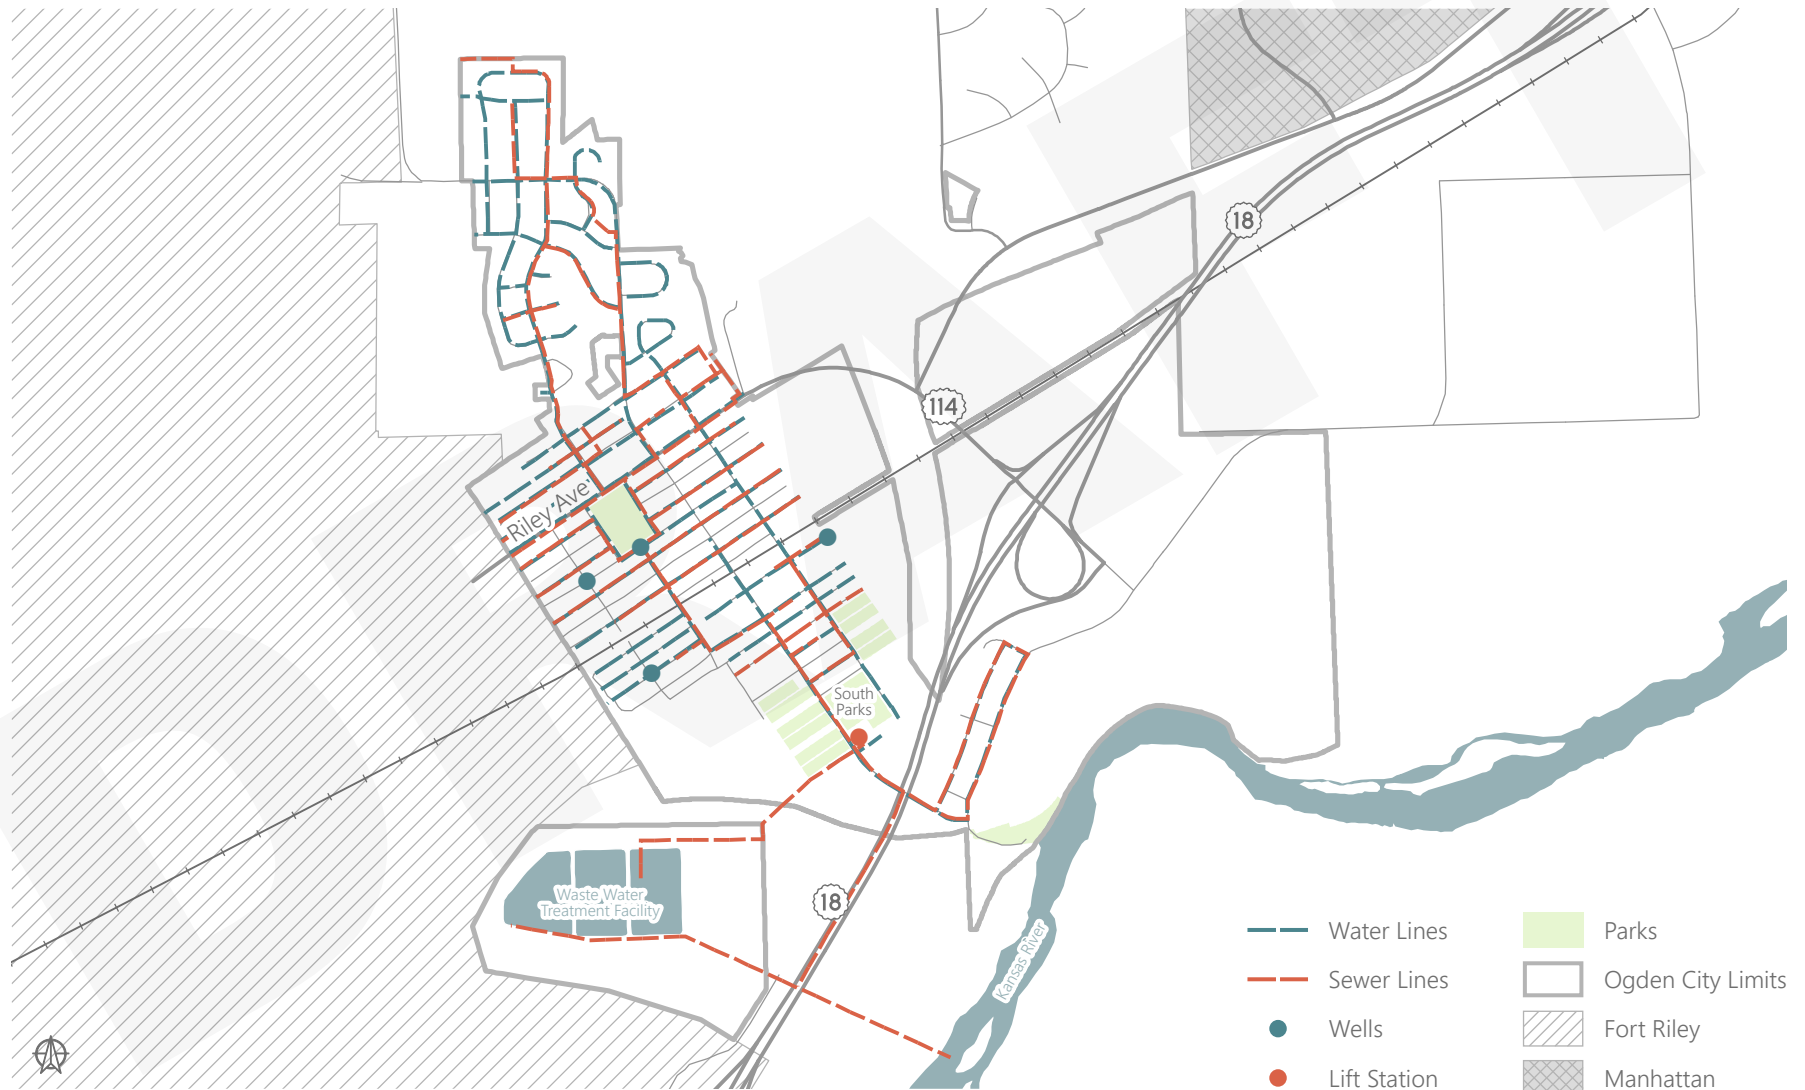 18
114
Riley Ave
South
Parks
Waste Water
Treatment Facility
18
Kansas River
Water Lines
Sewer Lines
Wells
Lift Station
Parks
Ogden City Limits
Fort Riley
Manhattan
DRAFT